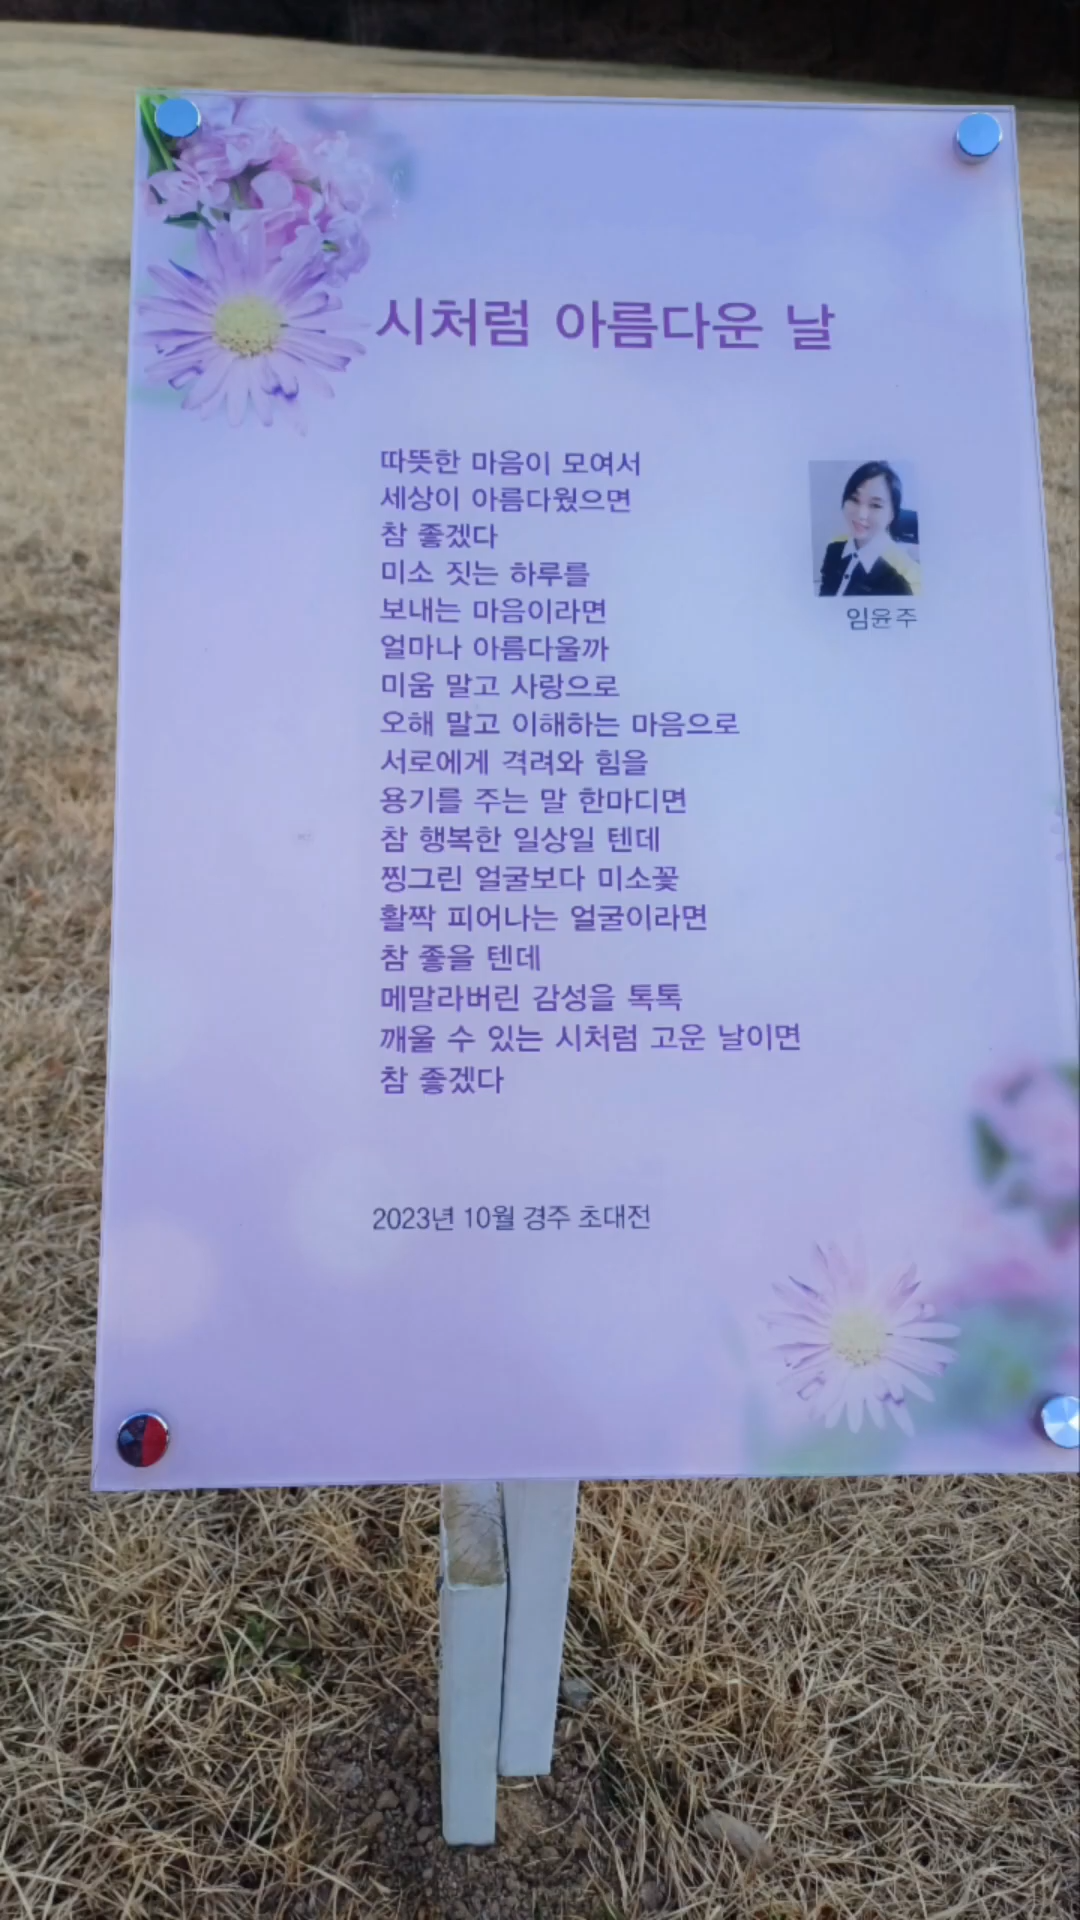 시처럼 아름다운 날
따뜻한 마음이 모여서
세상이 아름다웠으면
참 좋겠다
미소 짓는 하루를
보내는 마음이라면
얼마나 아름다울까
미움 말고 사랑으로
오해 말고 이해하는 마음으로
서로에게 격려와 힘을
용기를 주는 말 한마디면
참 행복한 일상일 텐데
찡그린 얼굴보다 미소꽃
활짝 피어나는 얼굴이라면
참 좋을 텐데
메말라버린 감성을 톡톡
깨울 수 있는 시처럼 고운 날이면
참 좋겠다
임윤주
2023년 10월 경주 초대전